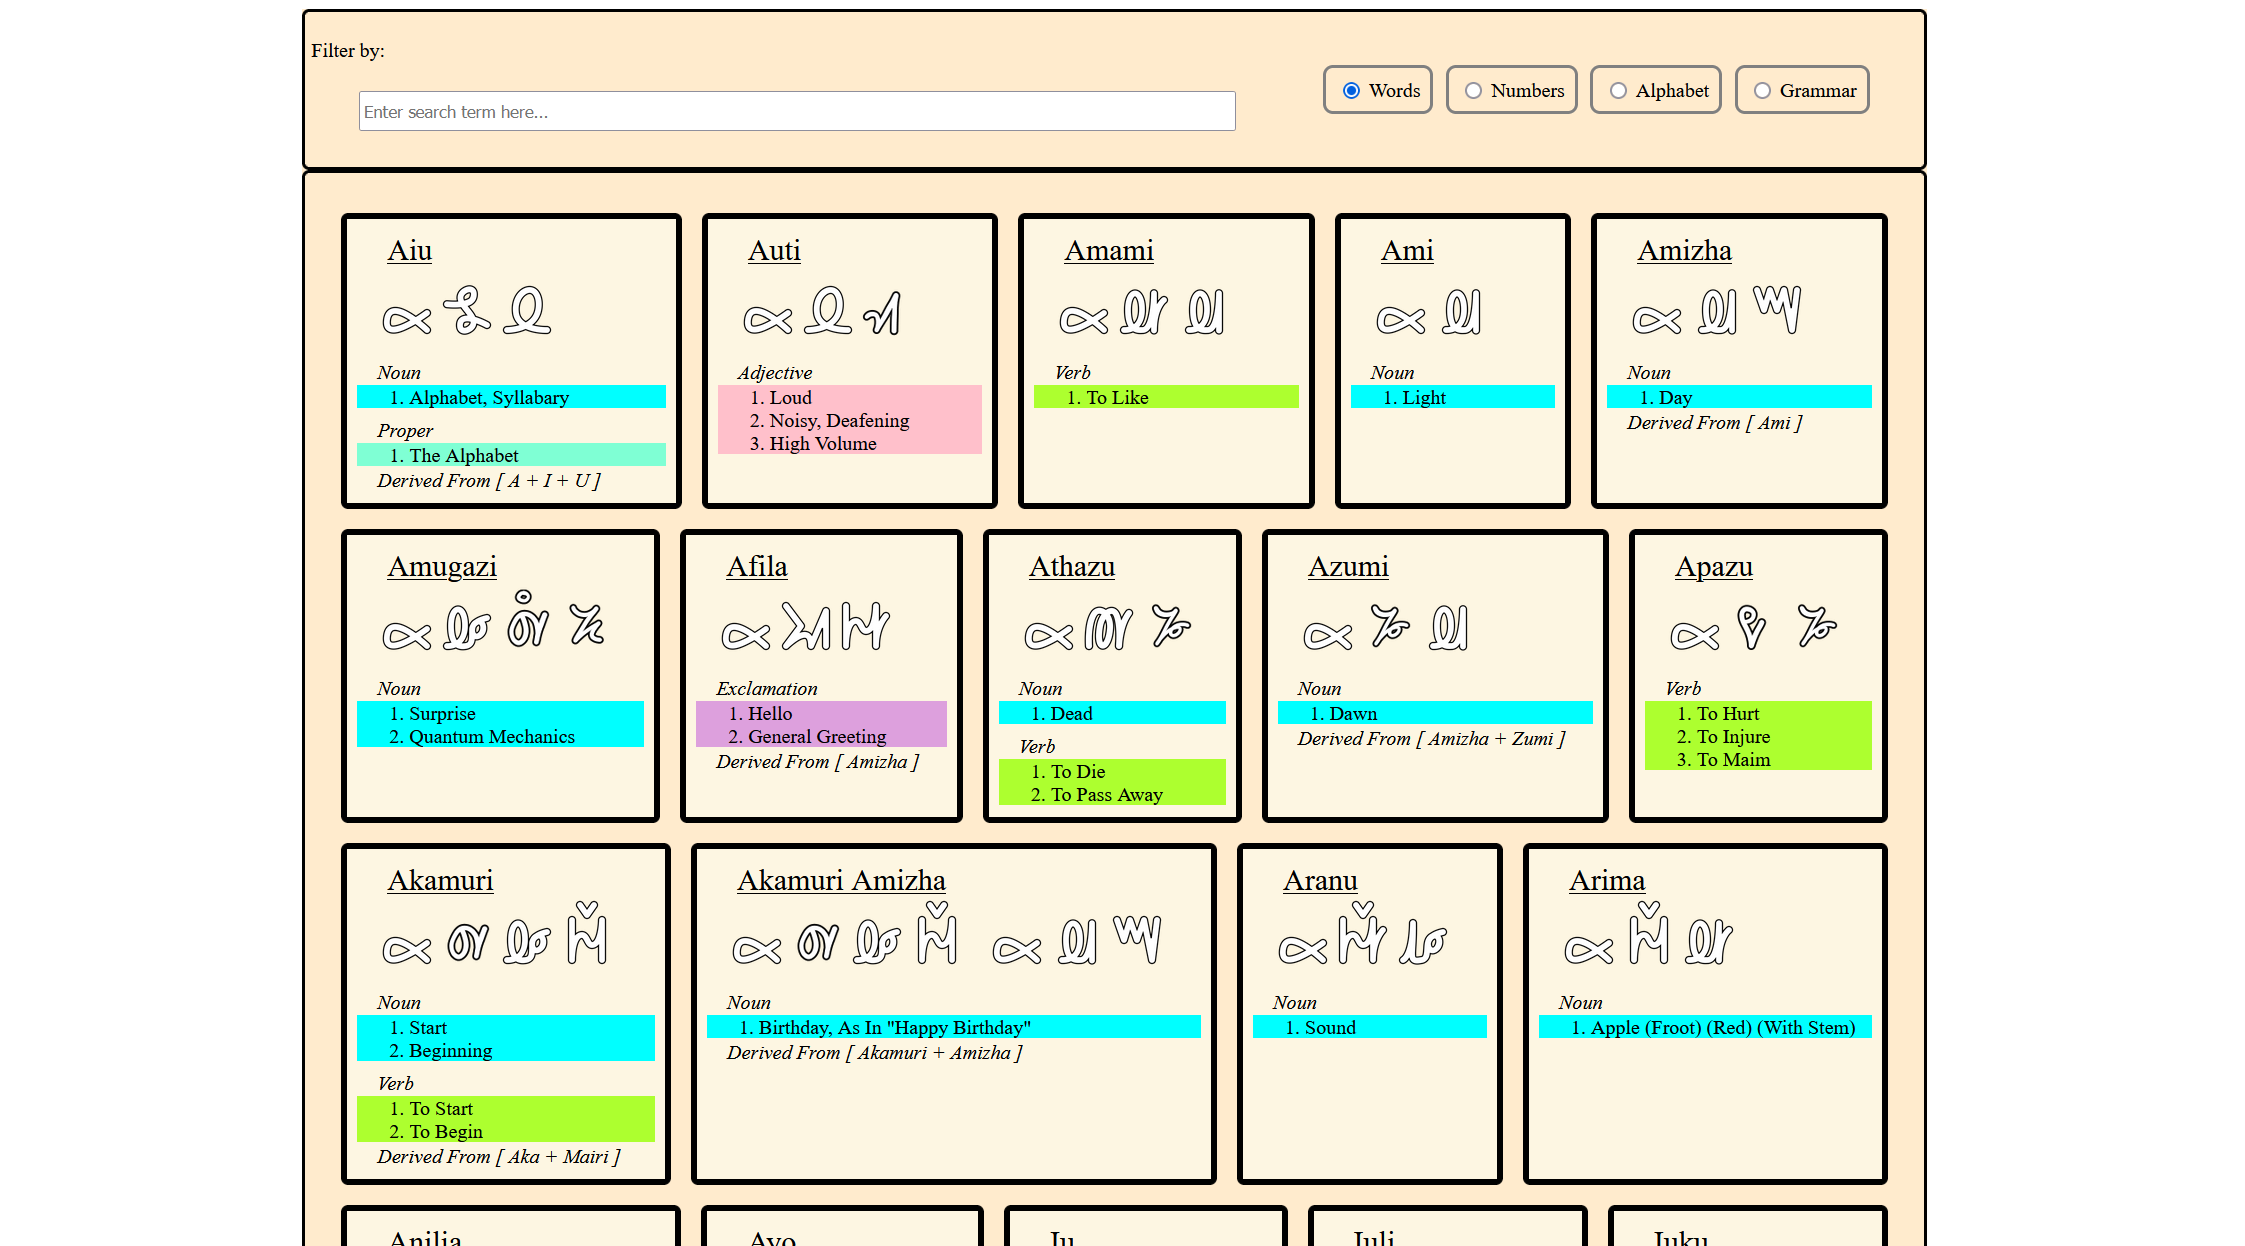 Filter by:
Enter search term here...
Words
Numbers
Alphabet
Grammar
Aiu
Noun
1. Alphabet, Syllabary
Proper
1. The Alphabet
Derived From [ A + I + U ]
Auti
Adjective
1. Loud
2. Noisy, Deafening
3. High Volume
Amami
Verb
1. To Like
Ami
Noun
1. Light
Amizha
Noun
1. Day
Derived From [ Ami ]
Amugazi
Noun
1. Surprise
2. Quantum Mechanics
Afila
Exclamation
1. Hello
2. General Greeting
Derived From [ Amizha ]
Athazu
Noun
1. Dead
Verb
1. To Die
2. To Pass Away
Azumi
Noun
1. Dawn
Derived From [ Amizha + Zumi ]
Apazu
Verb
1. To Hurt
2. To Injure
3. To Maim
Akamuri
Noun
1. Start
2. Beginning
Verb
1. To Start
2. To Begin
Derived From [ Aka + Mairi ]
Akamuri Amizha
Noun
1. Birthday, As In "Happy Birthday"
Derived From [ Akamuri + Amizha ]
Aranu
Noun
1. Sound
Arima
Noun
1. Apple (Froot) (Red) (With Stem)